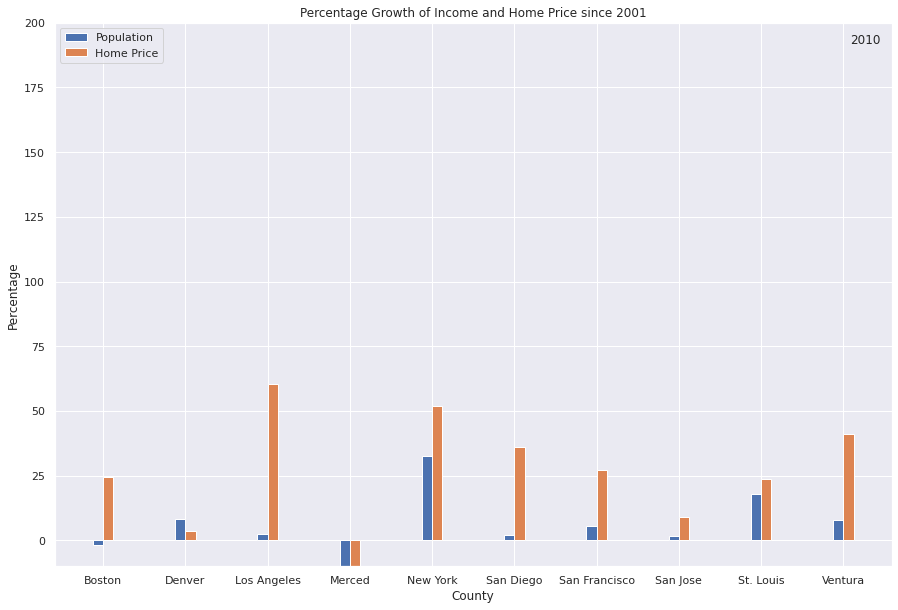 Percentage Growth of Income and Home Price since 2001
200
175
150
125
100
75
50
25
0
Percentage
Population
Home Price
2010
Boston Denver Los Angeles Merced New York San Diego San Francisco San Jose St. Louis Ventura
County